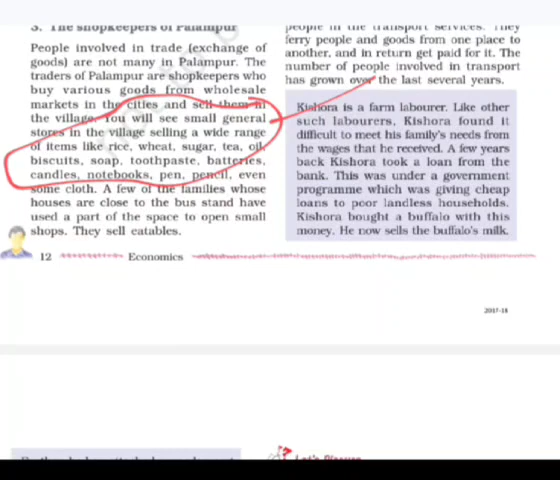 3. The Shopkeepers of Palampur
People involved in trade (exchange of
goods) are not many in Palampur. The
traders of Palampur are shopkeepers who
buy various goods from wholesale
markets in the cities and sell them in
the village. You will see small general
stores in the village selling a wide range
of items like rice, wheat, sugar, tea, oil,
biscuits, soap, toothpaste, batteries,
candles, notebooks, pen, pencil, even
some cloth. A few of the families whose
houses are close to the bus stand have
used a part of the space to open small
shops. They sell eatables.
12 Economics
people in the transport services. They
ferry people and goods from one place to
another, and in return get paid for it. The
number of people involved in transport
has grown over the last several years.
Kishora is a farm labourer. Like other
such labourers, Kishora found it
difficult to meet his family's needs from
the wages that he received. A few years
back Kishora took a loan from the
bank. This was under a government
programme which was giving cheap
loans to poor landless households.
Kishora bought a buffalo with this
money. He now sells the buffalo's milk.
2017-18
Let's Discuss